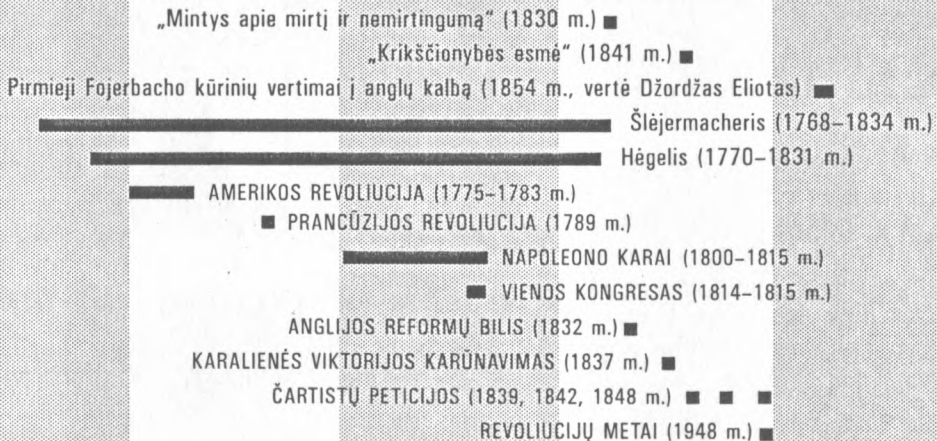 „Mintys apie mirtį ir nemirtingumą“ (1830 m.)
„Krikščionybės esmė“ (1841 m.)
Pirmieji Fojerbacho kūrinių vertimai į anglų kalbą (1854 m., vertė Džordžas Eliotas)
Šlėjermacheris (1768–1834 m.)
Hėgelis (1770–1831 m.)
AMERIKOS REVOLIUCIJA (1775–1783 m.)
PRANCŪZIJOS REVOLIUCIJA (1789 m.)
NAPOLEONO KARAI (1800–1815 m.)
VIENOS KONGRESAS (1814–1815 m.)
ANGLIJOS REFORMŲ BILIS (1832 m.)
KARALIENĖS VIKTORIJOS KARŪNAVIMAS (1837 m.)
ČARTISTŲ PETICIJOS (1839, 1842, 1848 m.)
REVOLIUCIJŲ METAI (1948 m.)